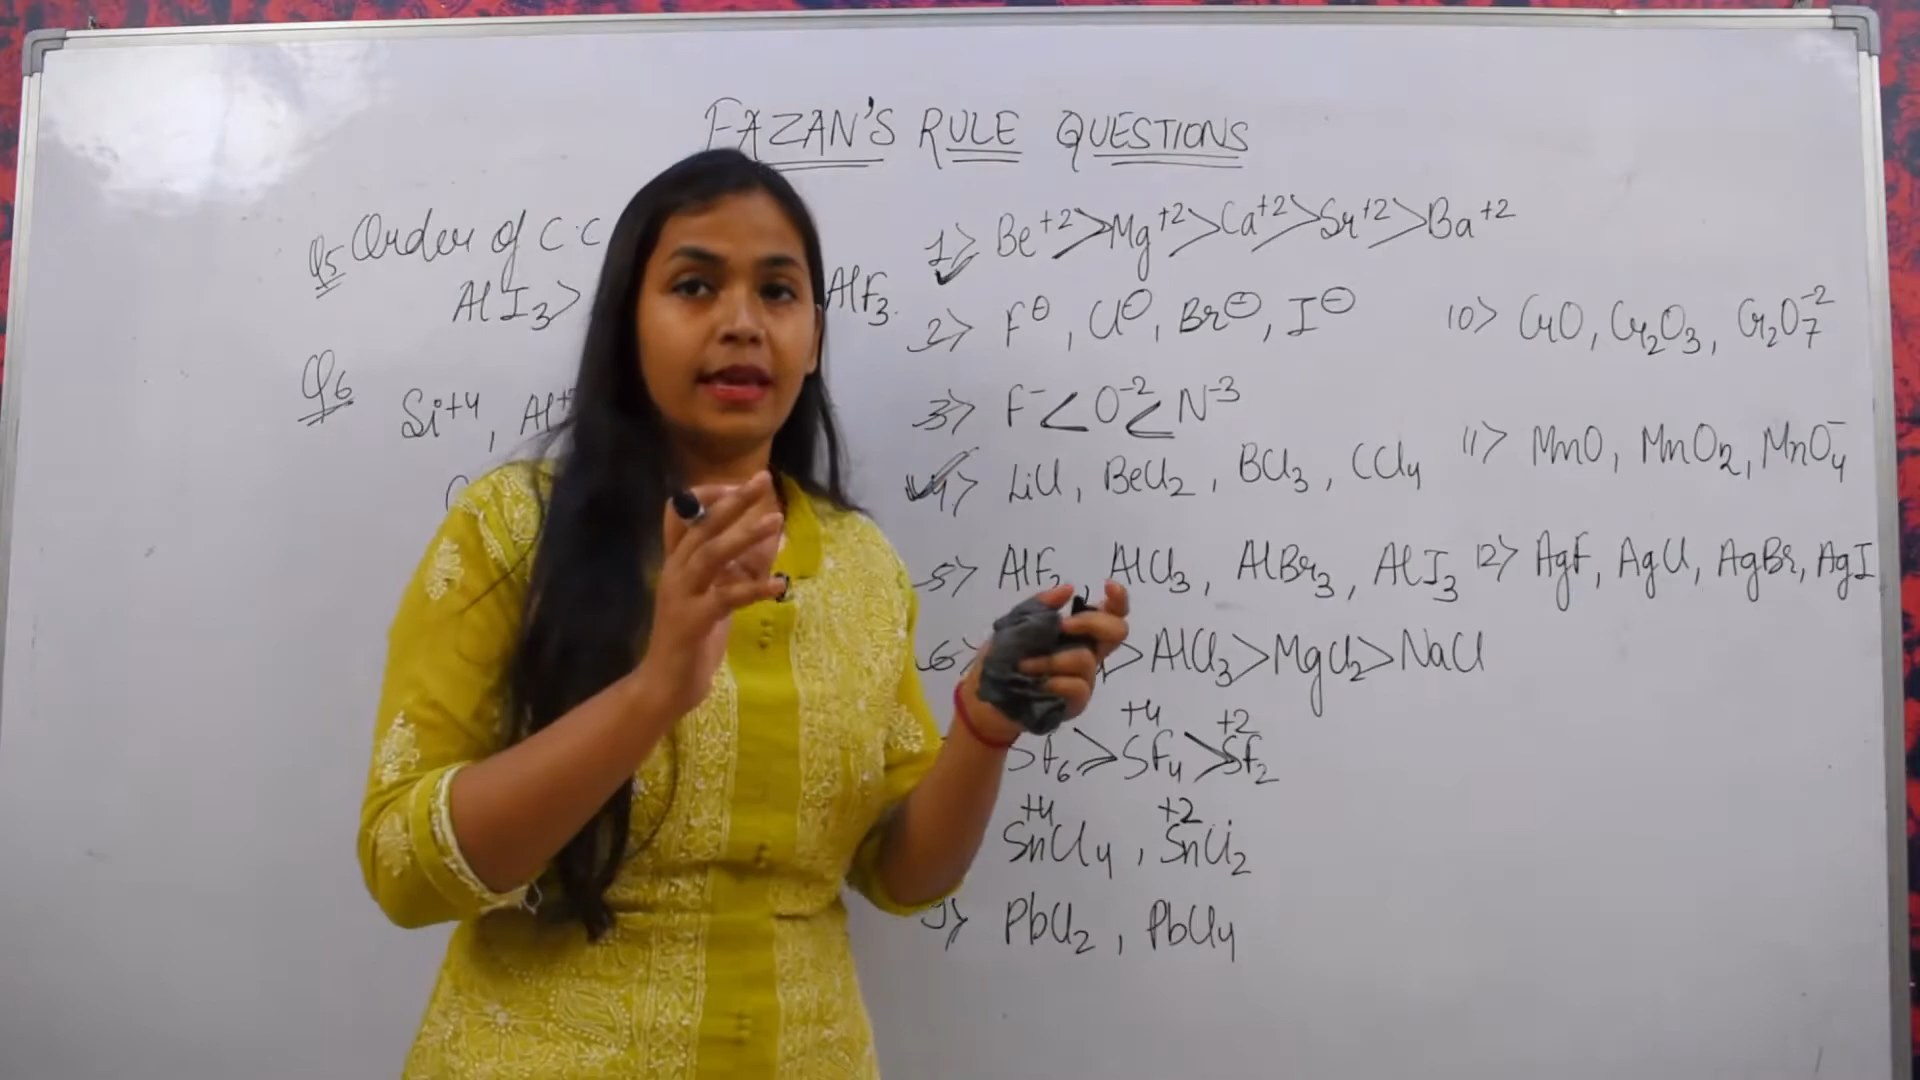 FAZAN'S RULE QUESTIONS
Q5 Order of C.C
AlI₃> AlF₃.
Q6
Si⁺⁴, Al⁺
1> Be⁺²>Mg⁺²>Ca⁺²>Sr⁺²>Ba⁺²
2> F⊖, Cl⊖, Br⊖, I⊖
3> F⁻<O⁻²<N⁻³
4> LiCl, BeCl₂, BCl₃, CCl₄
5> AlF₃, AlCl₃, AlBr₃, AlI₃
6> >AlCl₃>MgCl₂>NaCl
SF₆>SF₄>SF₂
+4 +2
SnCl₄, SnCl₂
+4 +2
9> PbCl₂, PbCl₄
10> CrO, Cr₂O₃, Cr₂O₇⁻²
11> MnO, MnO₂, MnO₄⁻
12> AgF, AgCl, AgBr, AgI